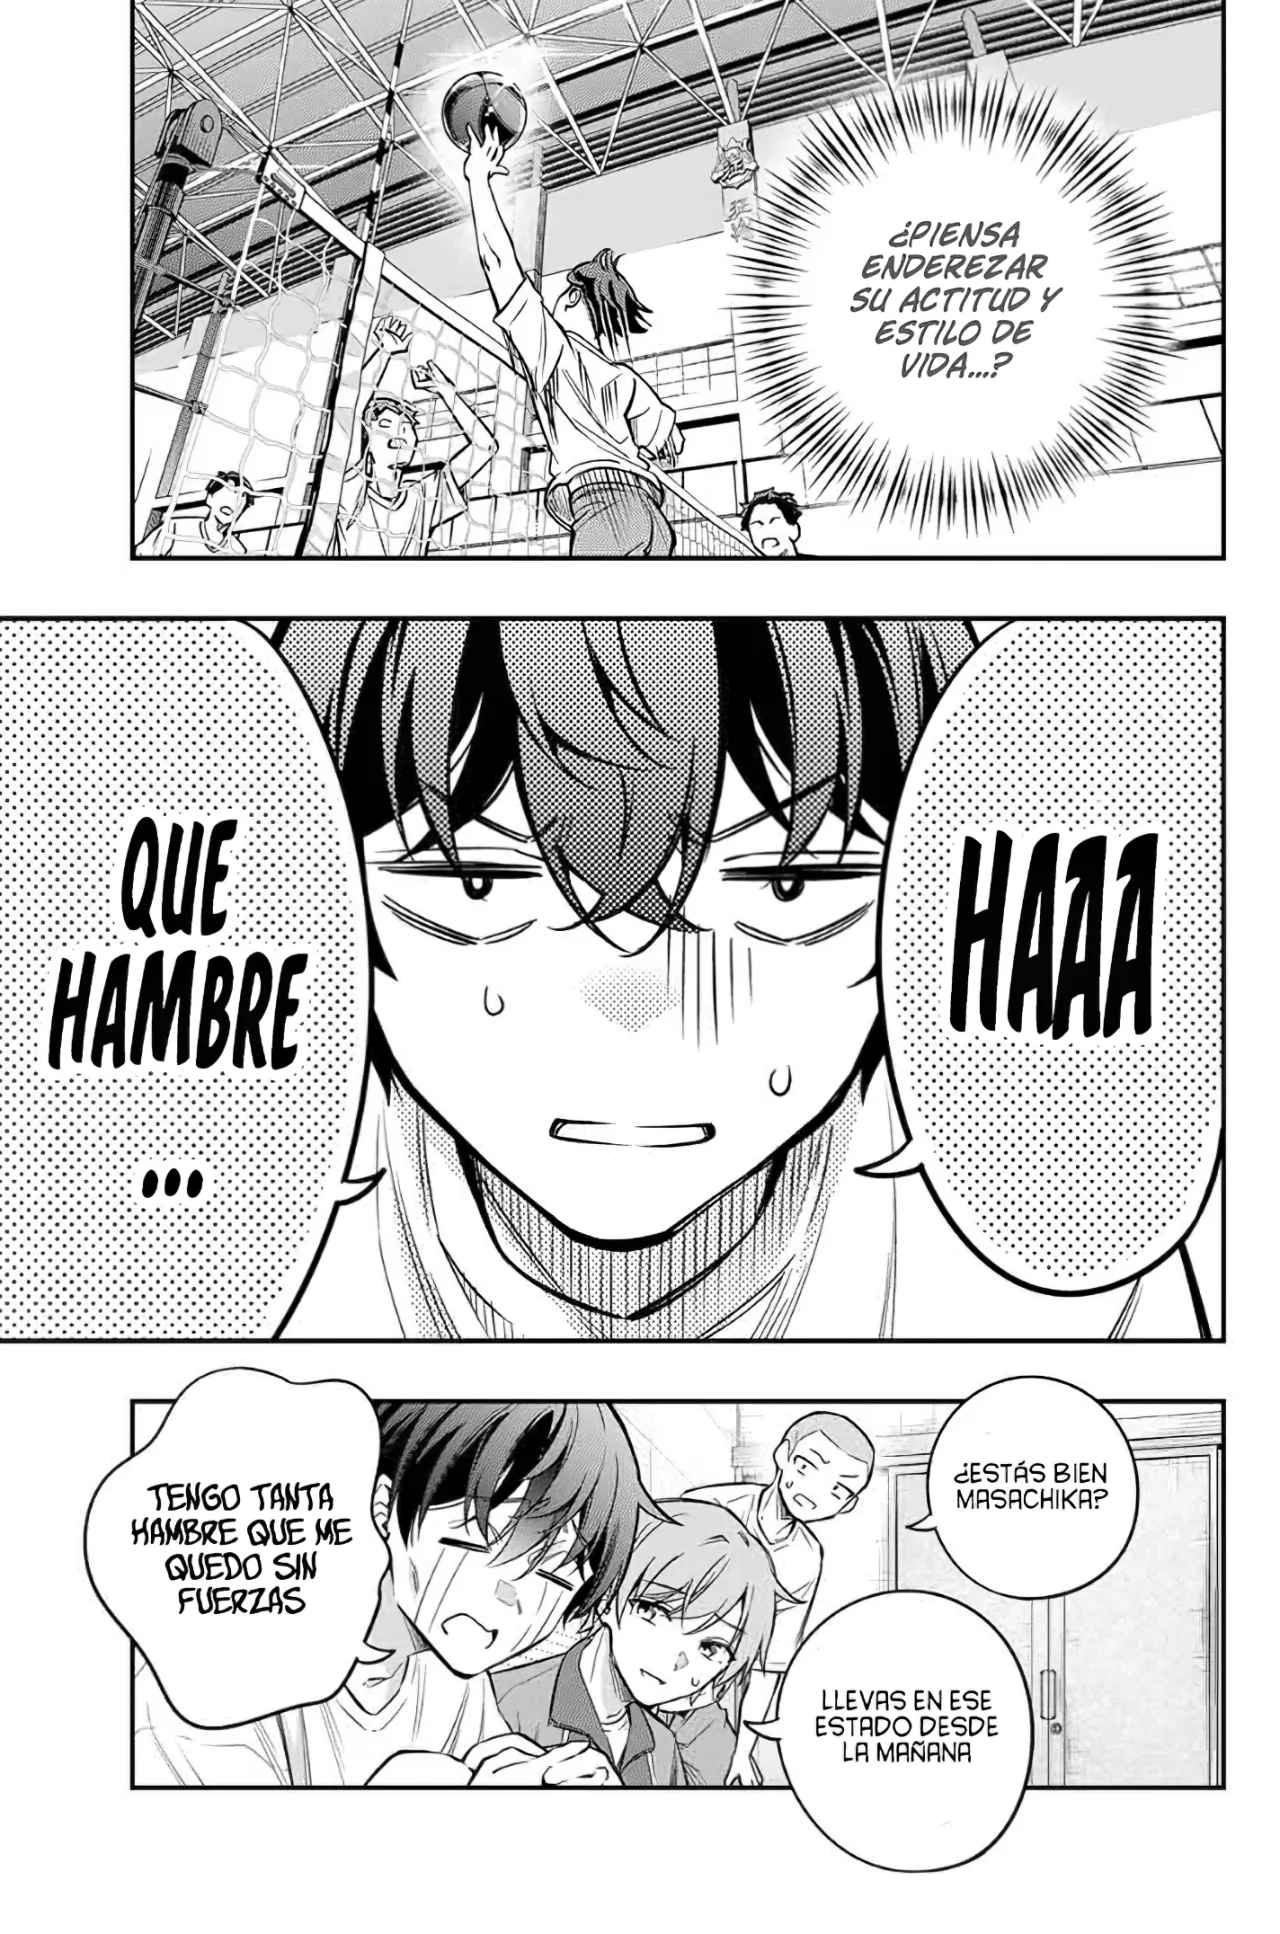 ¿PIENSA
ENDEREZAR
SU ACTITUD Y
ESTILO DE
VIDA...?
HAAA
QUE
HAMBRE
...
¿ESTÁS BIEN
MASACHIKA?
LLEVAS EN ESE
ESTADO DESDE
LA MAÑANA
TENGO TANTA
HAMBRE QUE ME
QUEDO SIN
FUERZAS